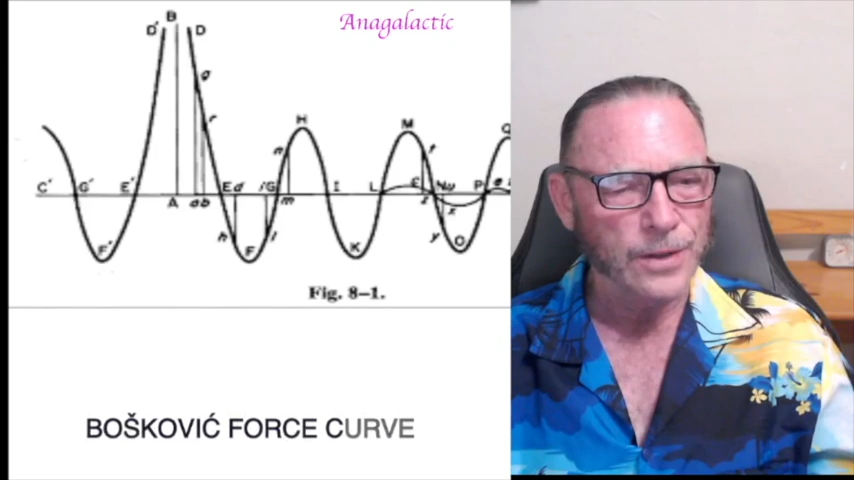 Anagalactic
B
D' D
g
r
H
M
Q
n
t
C' G' E' A a b E d i G m I L N u P
z
x
h F l K y O
F'
Fig. 8-1.
BOŠKOVIĆ FORCE CURVE